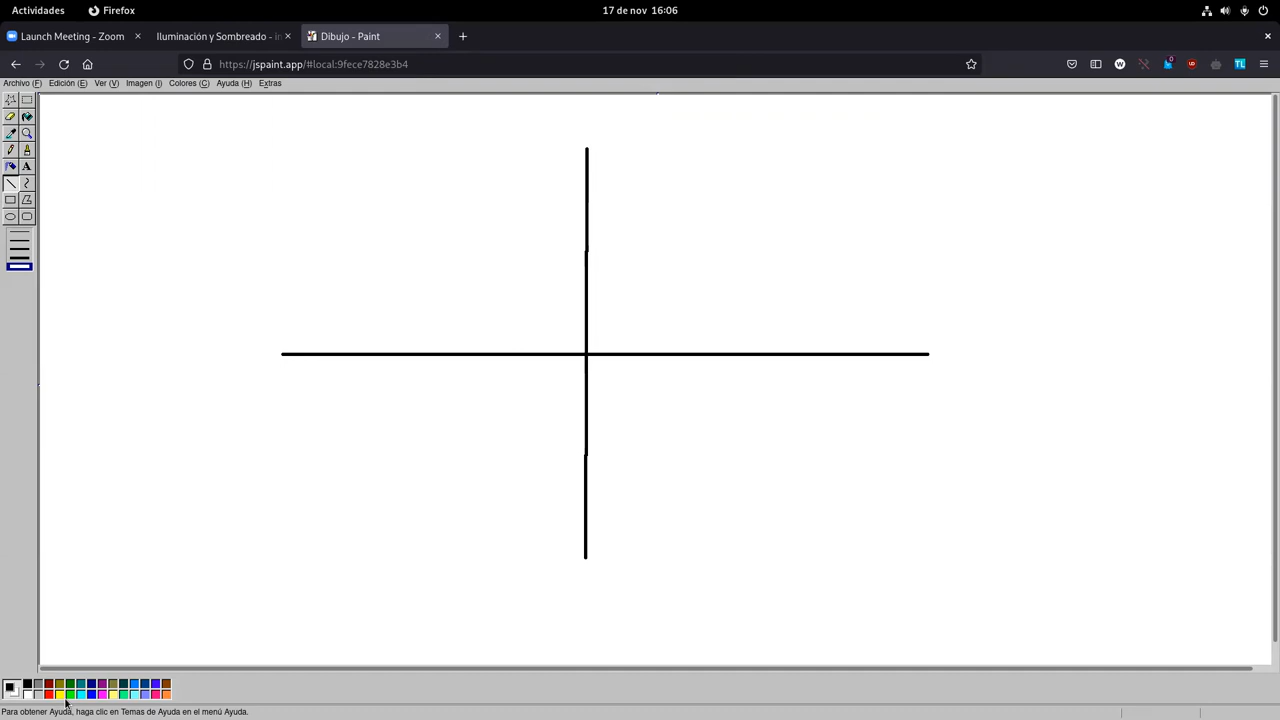 Actividades Firefox 17 de nov 16:06
Launch Meeting - Zoom Iluminación y Sombreado - in Dibujo - Paint
https://jspaint.app/#local:9fece7828e3b4
Archivo (F) Edición (E) Ver (V) Imagen (I) Colores (C) Ayuda (H) Extras
A
Para obtener Ayuda, haga clic en Temas de Ayuda en el menú Ayuda.